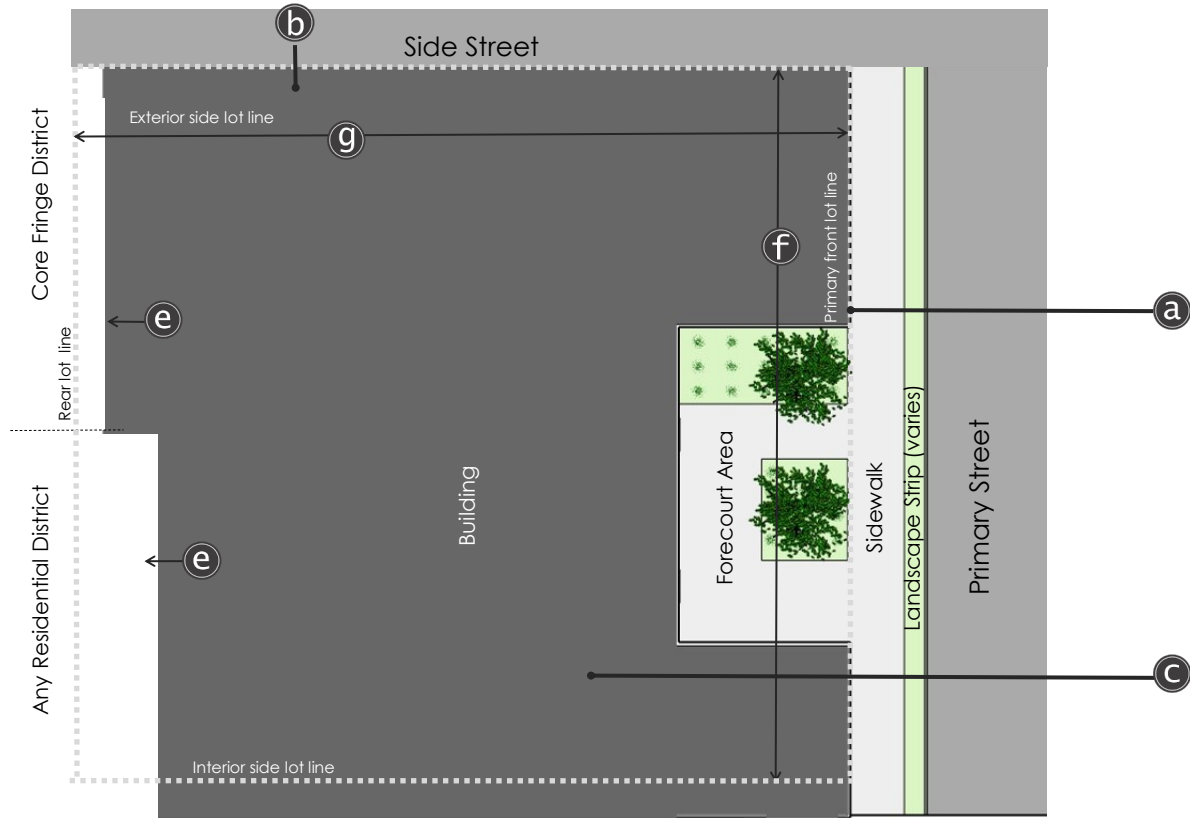 b
Side Street
Exterior side lot line
g
Core Fringe District
f
Primary front lot line
a
e
Rear lot line
Building
Forecourt Area
Sidewalk
Landscape Strip (varies)
Primary Street
Any Residential District
e
c
Interior side lot line